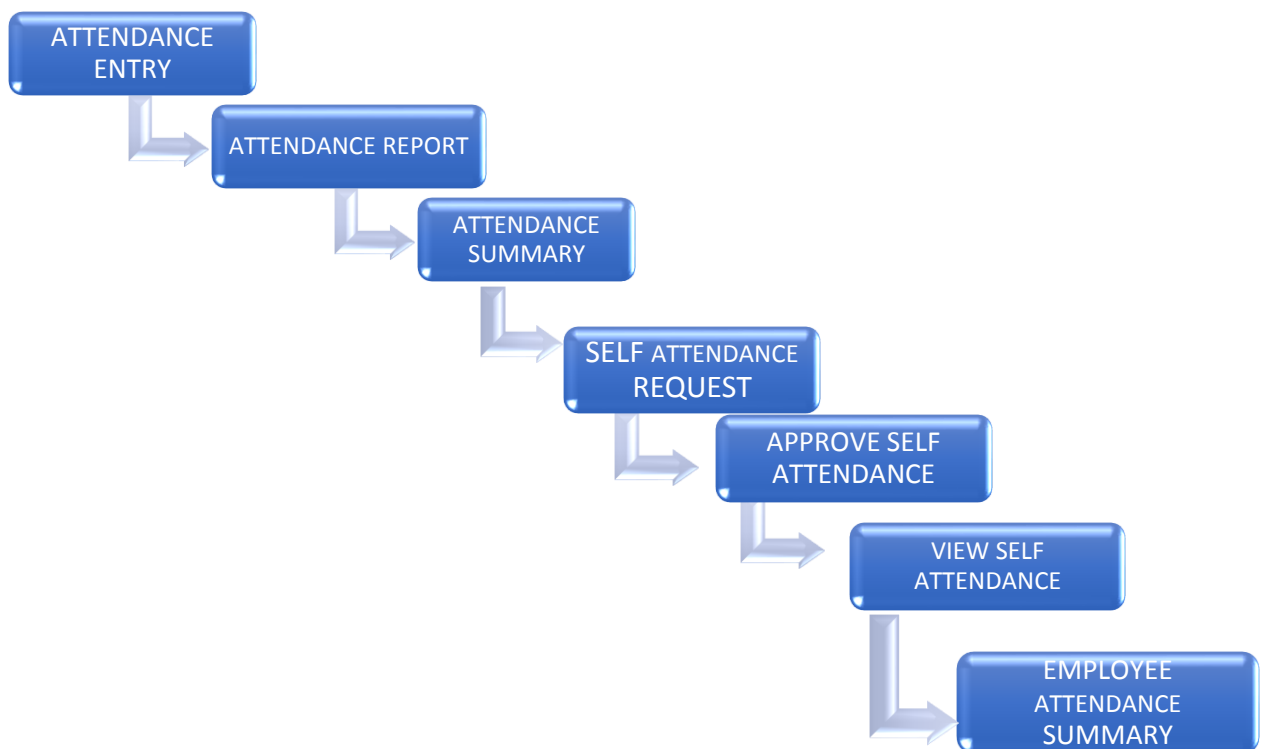 ATTENDANCE
ENTRY
ATTENDANCE REPORT
ATTENDANCE
SUMMARY
SELF ATTENDANCE
REQUEST
APPROVE SELF
ATTENDANCE
VIEW SELF
ATTENDANCE
EMPLOYEE
ATTENDANCE
SUMMARY